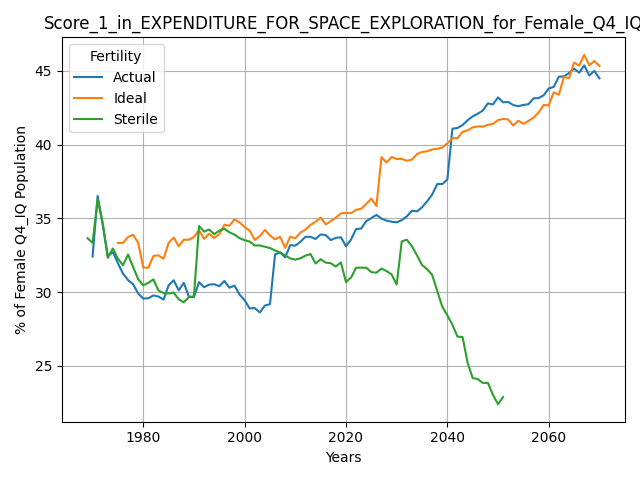 Score_1_in_EXPENDITURE_FOR_SPACE_EXPLORATION_for_Female_Q4_IQ
Fertility
Actual
Ideal
Sterile
% of Female Q4_IQ Population
45
40
35
30
25
1980 2000 2020 2040 2060
Years